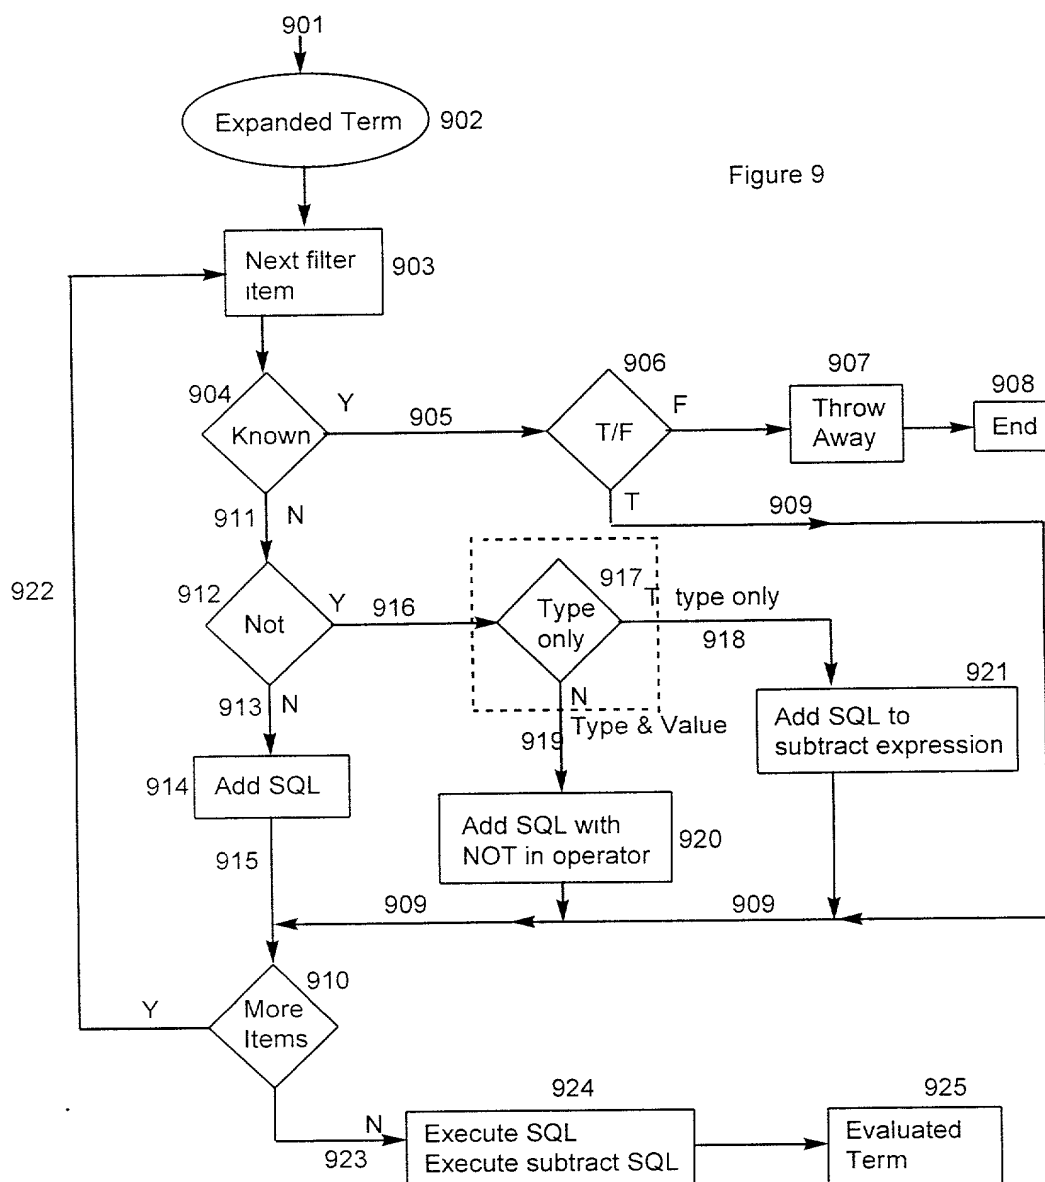 901
Expanded Term
902
Figure 9
Next filter
item
903
904
Known
Y
905
906
T/F
F
907
Throw
Away
908
End
T
909
911
N
922
912
Not
Y
916
917
Type
only
T type only
918
913
N
N
Type & Value
919
921
Add SQL to
subtract expression
914
Add SQL
915
Add SQL with
NOT in operator
920
909
909
910
More
Items
Y
N
923
924
Execute SQL
Execute subtract SQL
925
Evaluated
Term